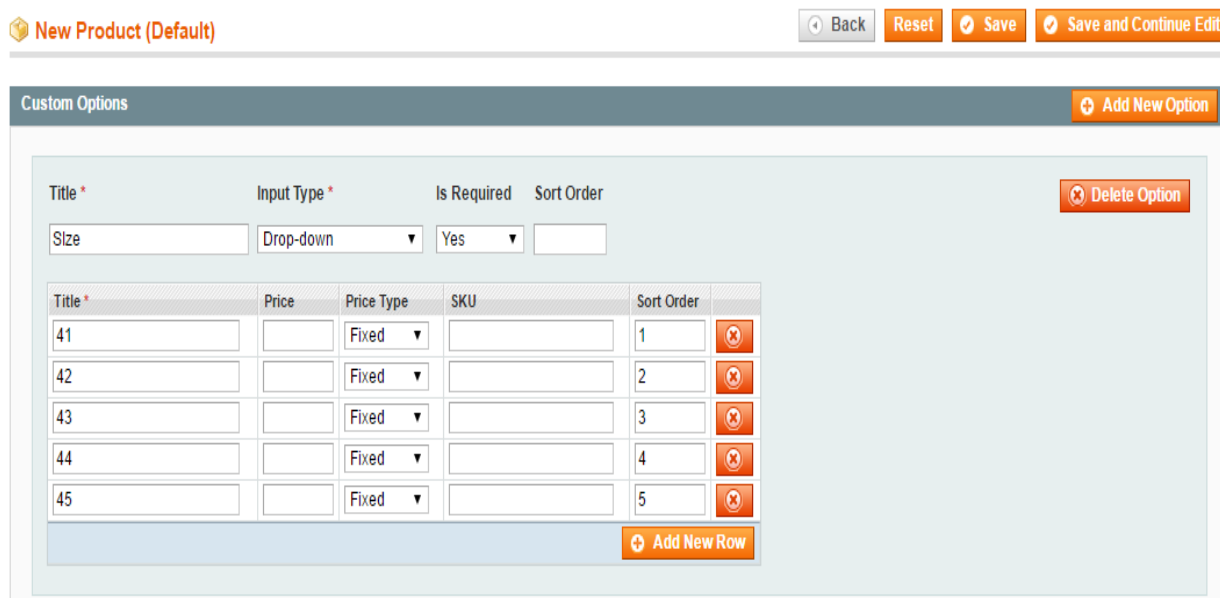 New Product (Default) Back Reset Save Save and Continue Edit
Custom Options Add New Option
Title * Input Type * Is Required Sort Order Delete Option
SIze Drop-down Yes
Title * Price Price Type SKU Sort Order
41 Fixed 1
42 Fixed 2
43 Fixed 3
44 Fixed 4
45 Fixed 5
Add New Row